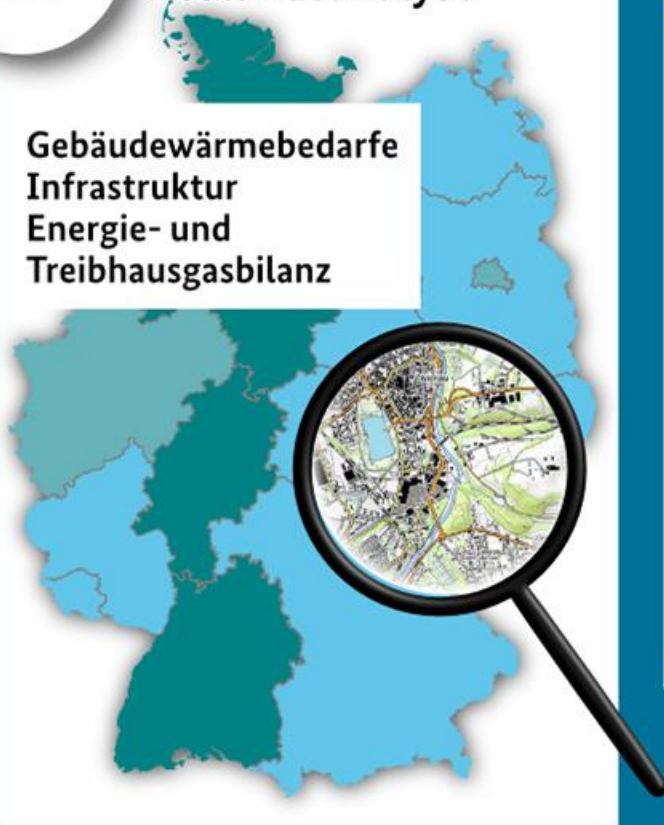 Gebäudewärmebedarfe
Infrastruktur
Energie- und
Treibhausgasbilanz